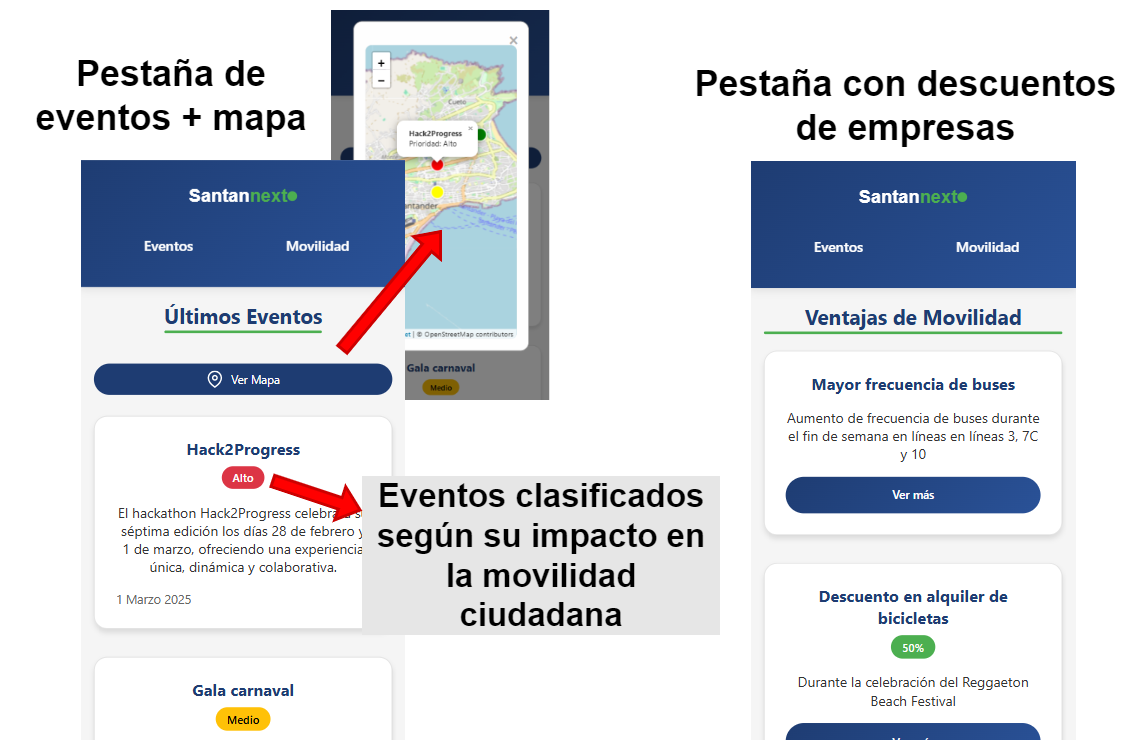 Pestaña de
eventos + mapa
×
+
−
Cueto
Hack2Progress
×
Prioridad: Alto
ntander
| © OpenStreetMap contributors
Gala carnaval
Medio
Santannext
Eventos
Movilidad
Últimos Eventos
Ver Mapa
Hack2Progress
Alto
El hackathon Hack2Progress celebrará s
séptima edición los días 28 de febrero y
1 de marzo, ofreciendo una experiencia
única, dinámica y colaborativa.
1 Marzo 2025
Gala carnaval
Medio
Eventos clasificados
según su impacto en
la movilidad
ciudadana
Pestaña con descuentos
de empresas
Santannext
Eventos
Movilidad
Ventajas de Movilidad
Mayor frecuencia de buses
Aumento de frecuencia de buses durante
el fin de semana en líneas en líneas 3, 7C
y 10
Ver más
Descuento en alquiler de
bicicletas
50%
Durante la celebración del Reggaeton
Beach Festival